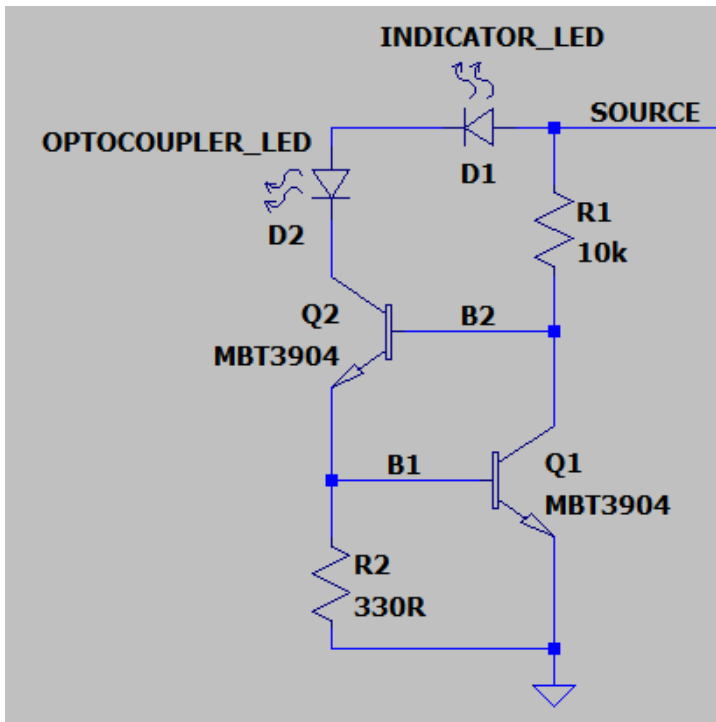 INDICATOR_LED
SOURCE
OPTOCOUPLER_LED
D1
R1
10k
D2
Q2
B2
MBT3904
B1
Q1
MBT3904
R2
330R